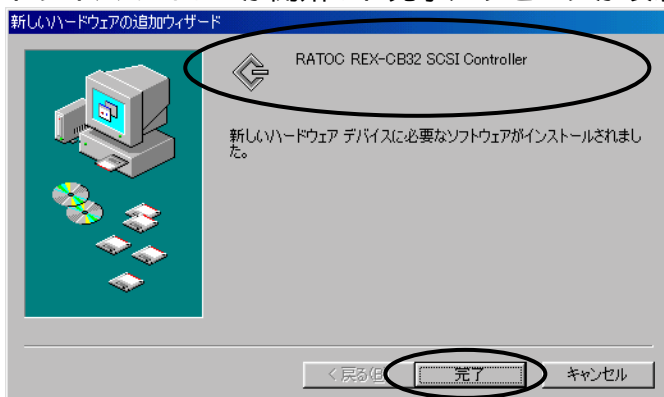 新しいハードウェアの追加ウィザード
RATOC REX-CB32 SCSI Controller
新しいハードウェア デバイスに必要なソフトウェアがインストールされまし
た。
< 戻る(B)
完了
キャンセル